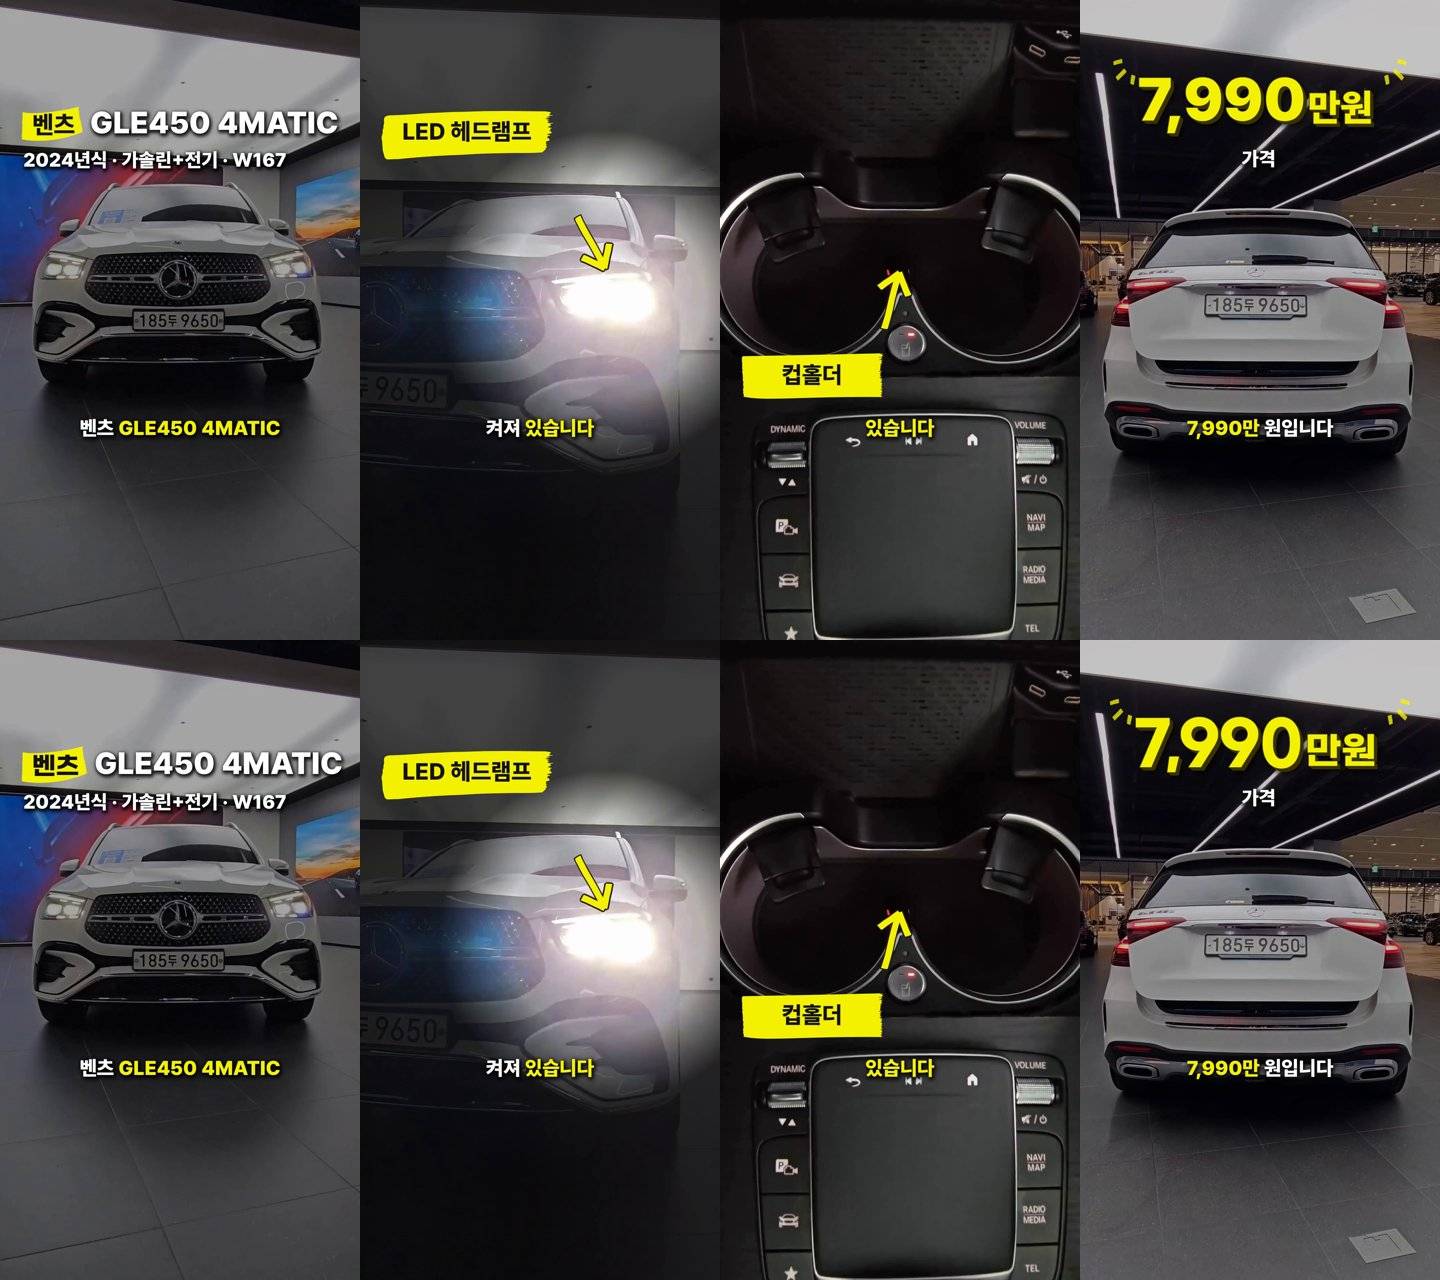 벤츠 GLE450 4MATIC
2024년식 · 가솔린+전기 · W167
185두 9650
벤츠 GLE450 4MATIC
LED 헤드램프
9650
켜져 있습니다
컵홀더
있습니다
DYNAMIC
VOLUME
NAVI
MAP
RADIO
MEDIA
TEL
7,990만원
가격
185두 9650
7,990만 원입니다
벤츠 GLE450 4MATIC
2024년식 · 가솔린+전기 · W167
185두 9650
벤츠 GLE450 4MATIC
LED 헤드램프
9650
켜져 있습니다
컵홀더
있습니다
DYNAMIC
VOLUME
NAVI
MAP
RADIO
MEDIA
TEL
7,990만원
가격
185두 9650
7,990만 원입니다